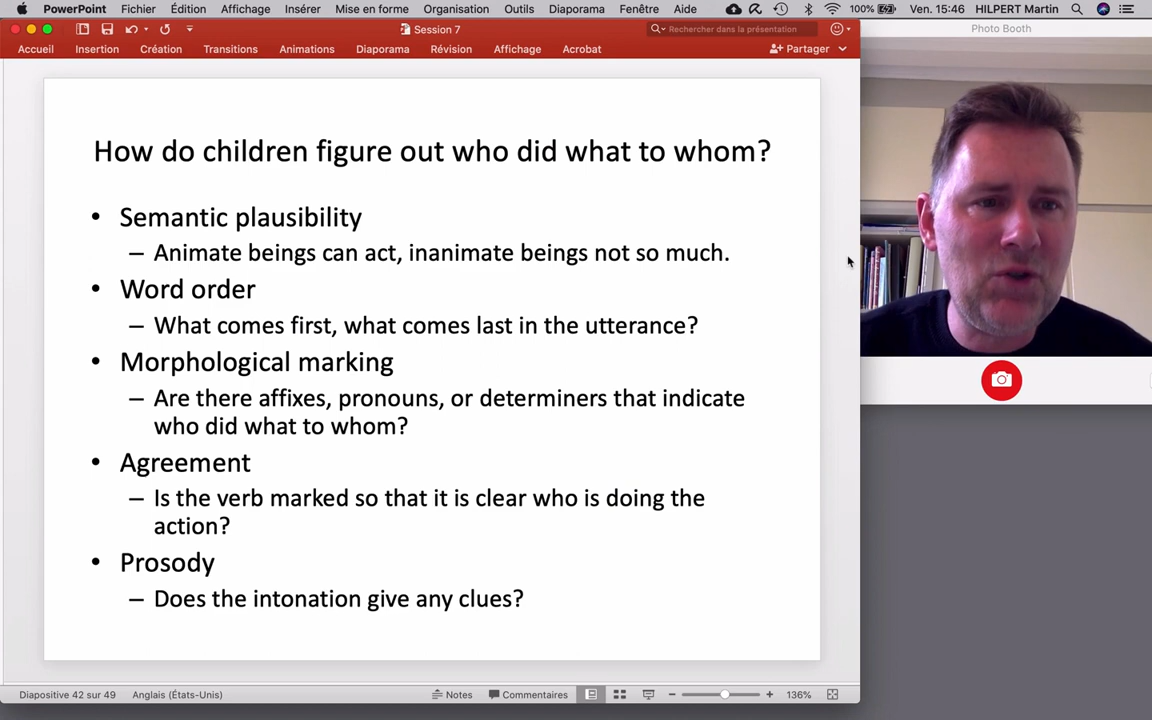 PowerPoint Fichier Édition Affichage Insérer Mise en forme Organisation Outils Diaporama Fenêtre Aide 100% Ven. 15:46 HILPERT Martin
Session 7
Rechercher dans la présentation
Photo Booth
Accueil Insertion Création Transitions Animations Diaporama Révision Affichage Acrobat Partager
How do children figure out who did what to whom?
• Semantic plausibility
– Animate beings can act, inanimate beings not so much.
• Word order
– What comes first, what comes last in the utterance?
• Morphological marking
– Are there affixes, pronouns, or determiners that indicate
who did what to whom?
• Agreement
– Is the verb marked so that it is clear who is doing the
action?
• Prosody
– Does the intonation give any clues?
Diapositive 42 sur 49 Anglais (États-Unis) Notes Commentaires 136%